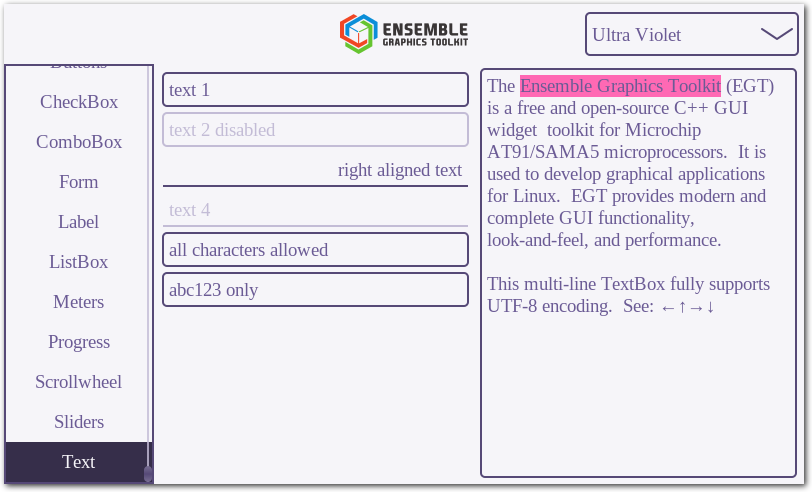 ENSEMBLE
GRAPHICS TOOLKIT
Ultra Violet
Buttons
CheckBox
ComboBox
Form
Label
ListBox
Meters
Progress
Scrollwheel
Sliders
Text
text 1
text 2 disabled
right aligned text
text 4
all characters allowed
abc123 only
The Ensemble Graphics Toolkit (EGT)
is a free and open-source C++ GUI
widget  toolkit for Microchip
AT91/SAMA5 microprocessors.  It is
used to develop graphical applications
for Linux.  EGT provides modern and
complete GUI functionality,
look-and-feel, and performance.
This multi-line TextBox fully supports
UTF-8 encoding.  See: ←↑→↓